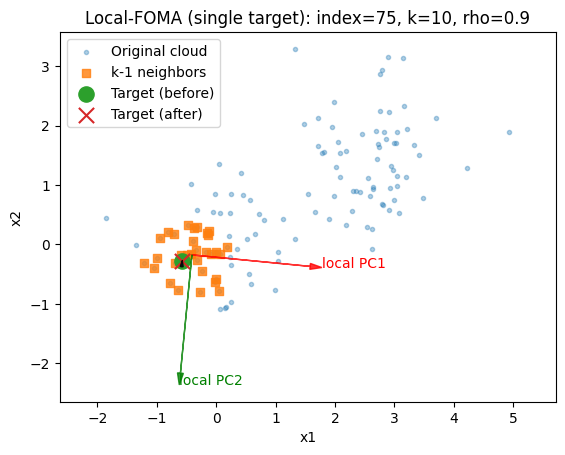 Local-FOMA (single target): index=75, k=10, rho=0.9
Original cloud
k-1 neighbors
Target (before)
Target (after)
local PC1
local PC2
x2
3
2
1
0
−1
−2
−2
−1
0
1
2
3
4
5
x1